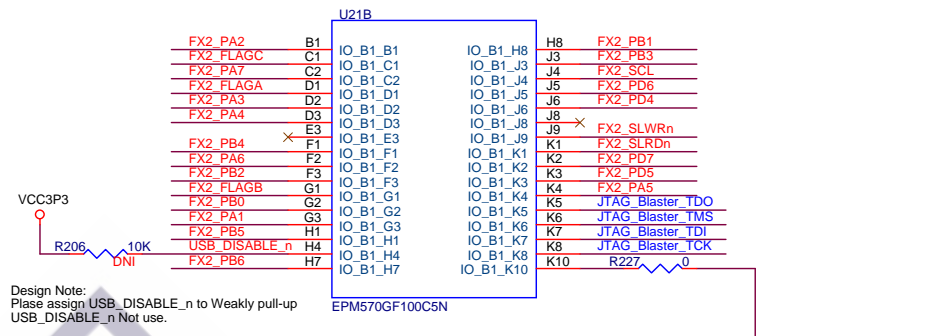 U21B
FX2_PA2 B1 IO_B1_B1 IO_B1_H8 H8 FX2_PB1
FX2_FLAGC C1 IO_B1_C1 IO_B1_J3 J3 FX2_PB3
FX2_PA7 C2 IO_B1_C2 IO_B1_J4 J4 FX2_SCL
FX2_FLAGA D1 IO_B1_D1 IO_B1_J5 J5 FX2_PD6
FX2_PA3 D2 IO_B1_D2 IO_B1_J6 J6 FX2_PD4
FX2_PA4 D3 IO_B1_D3 IO_B1_J8 J8
E3 IO_B1_E3 IO_B1_J9 J9 FX2_SLWRn
FX2_PB4 F1 IO_B1_F1 IO_B1_K1 K1 FX2_SLRDn
FX2_PA6 F2 IO_B1_F2 IO_B1_K2 K2 FX2_PD7
FX2_PB2 F3 IO_B1_F3 IO_B1_K3 K3 FX2_PD5
FX2_FLAGB G1 IO_B1_G1 IO_B1_K4 K4 FX2_PA5
VCC3P3 FX2_PB0 G2 IO_B1_G2 IO_B1_K5 K5 JTAG_Blaster_TDO
FX2_PA1 G3 IO_B1_G3 IO_B1_K6 K6 JTAG_Blaster_TMS
FX2_PB5 H1 IO_B1_H1 IO_B1_K7 K7 JTAG_Blaster_TDI
R206 10K USB_DISABLE_n H4 IO_B1_H4 IO_B1_K8 K8 JTAG_Blaster_TCK
DNI FX2_PB6 H7 IO_B1_H7 IO_B1_K10 K10 R227 0
Design Note:
Plase assign USB_DISABLE_n to Weakly pull-up
USB_DISABLE_n Not use.
EPM570GF100C5N